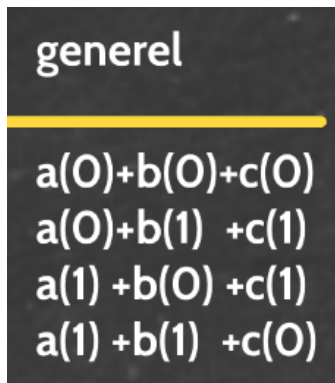 generel
a(0)+b(0)+c(0)
a(0)+b(1) +c(1)
a(1) +b(0) +c(1)
a(1) +b(1) +c(0)